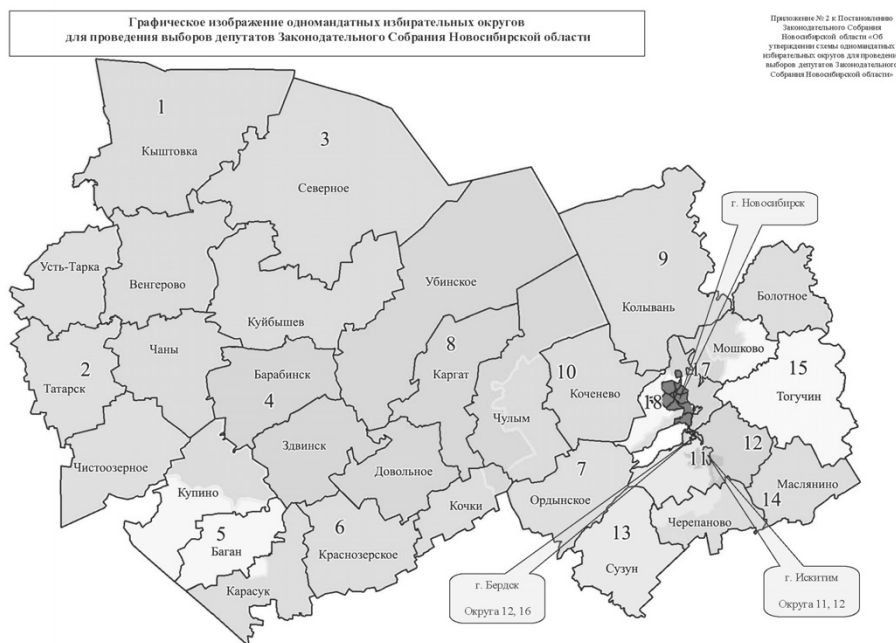 Графическое изображение одномандатных избирательных округов
для проведения выборов депутатов Законодательного Собрания Новосибирской области
Приложение № 2 к Постановлению
Законодательного Собрания
Новосибирской области «Об
утверждении схемы одномандатных
избирательных округов для проведения
выборов депутатов Законодательного
Собрания Новосибирской области»
1
Кыштовка
3
Северное
г. Новосибирск
9
Колывань
Усть-Тарка
Венгерово
Убинское
Болотное
Куйбышев
Мошково
Чаны
8
15
2
Барабинск
Каргат
10
17
Татарск
Коченево
Тогучин
4
Чулым
18
Здвинск
12
Чистоозерное
Довольное
7
11
Маслянино
Купино
Ордынское
14
Кочки
5
6
13
Черепаново
Баган
Краснозерское
Сузун
Карасук
г. Бердск
Округа 12, 16
г. Искитим
Округа 11, 12